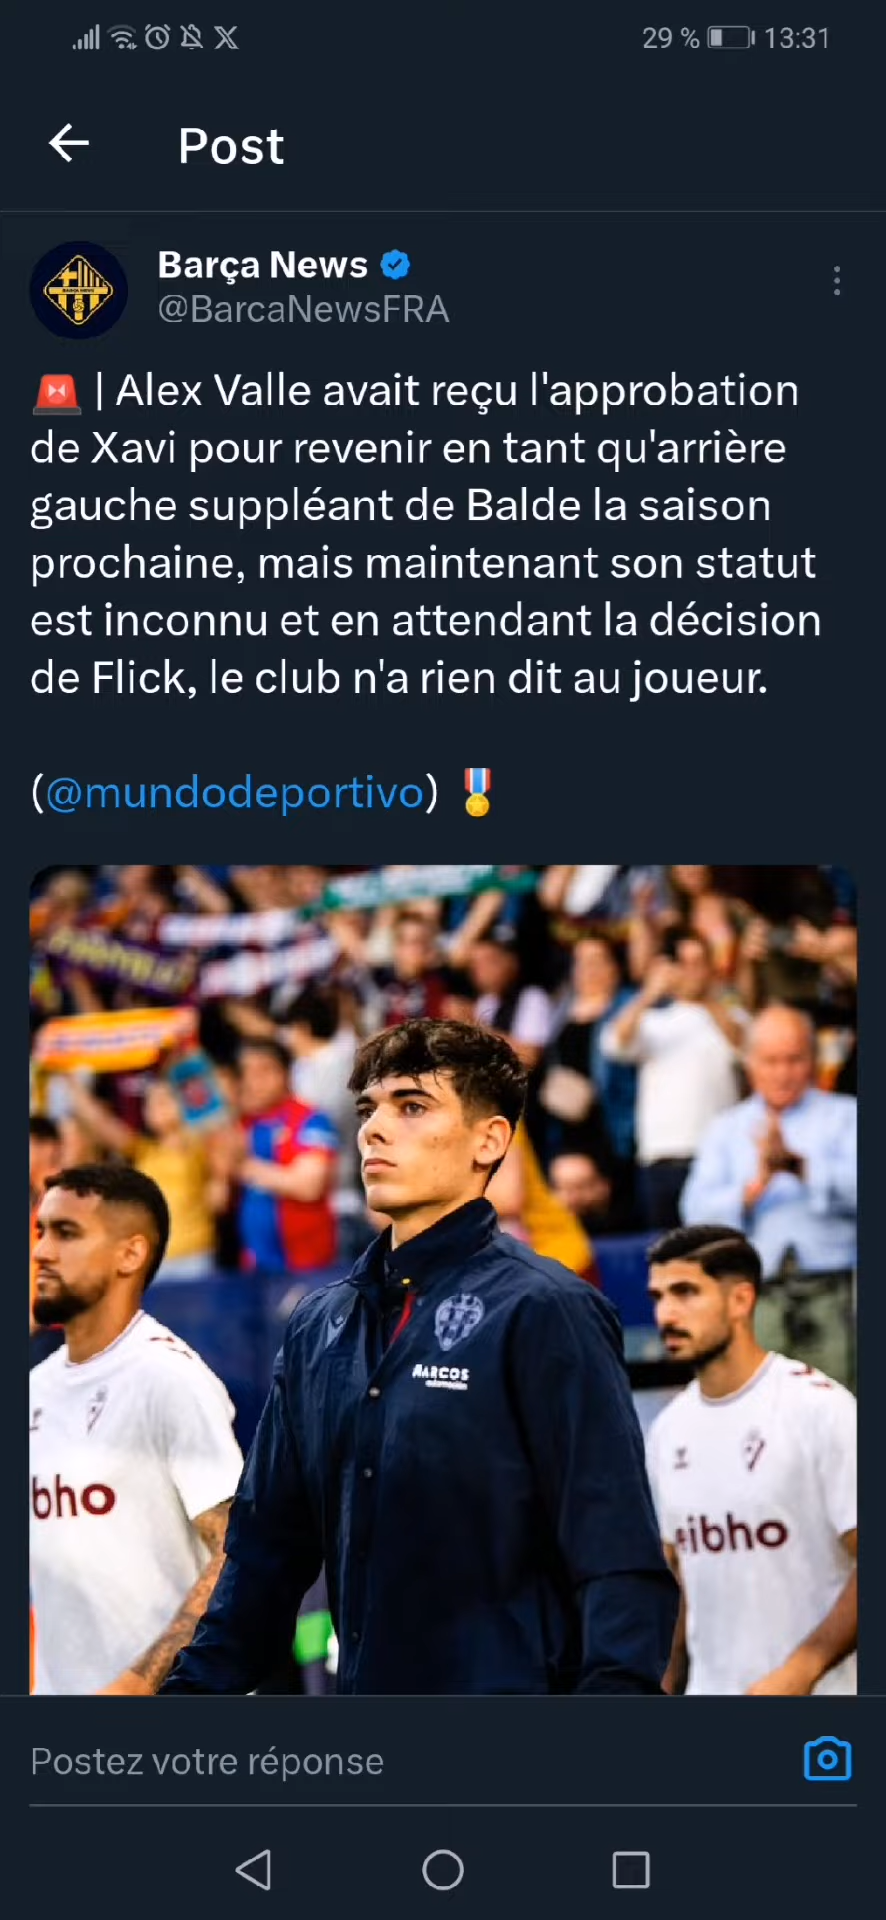 29 % 13:31
Post
Barça News
@BarcaNewsFRA
| Alex Valle avait reçu l'approbation
de Xavi pour revenir en tant qu'arrière
gauche suppléant de Balde la saison
prochaine, mais maintenant son statut
est inconnu et en attendant la décision
de Flick, le club n'a rien dit au joueur.
(@mundodeportivo)
MARCOS
automoción
bho
eibho
Postez votre réponse